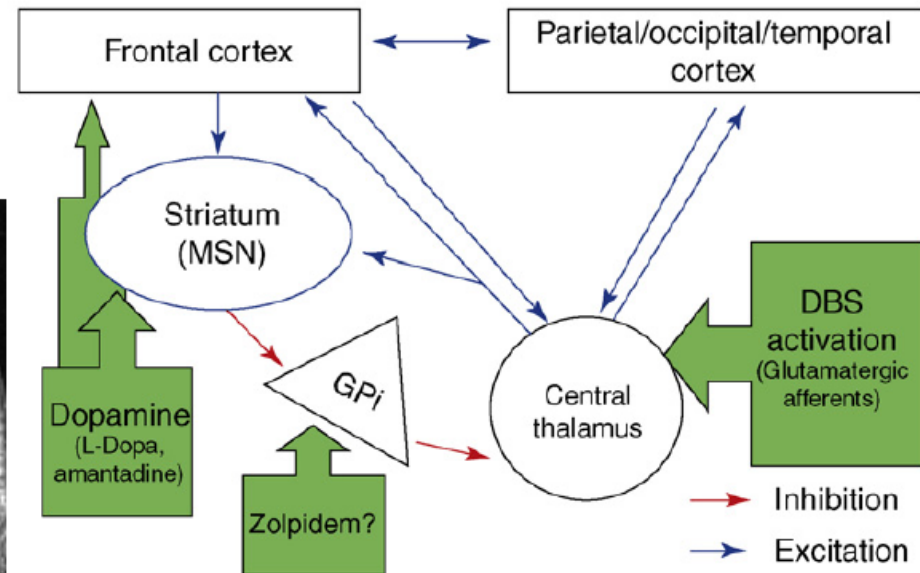 Frontal cortex
Parietal/occipital/temporal
cortex
Striatum
(MSN)
DBS
activation
(Glutamatergic
afferents)
GPi
Central
thalamus
Dopamine
(L-Dopa,
amantadine)
Zolpidem?
Inhibition
Excitation